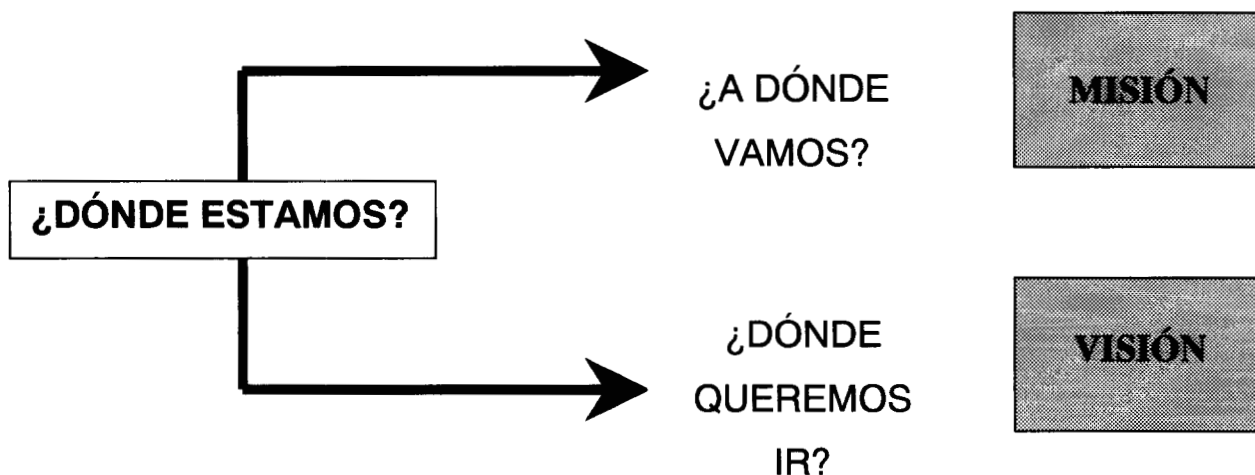 ¿DÓNDE ESTAMOS?
¿A DÓNDE
VAMOS?
MISIÓN
¿DÓNDE
QUEREMOS
IR?
VISIÓN